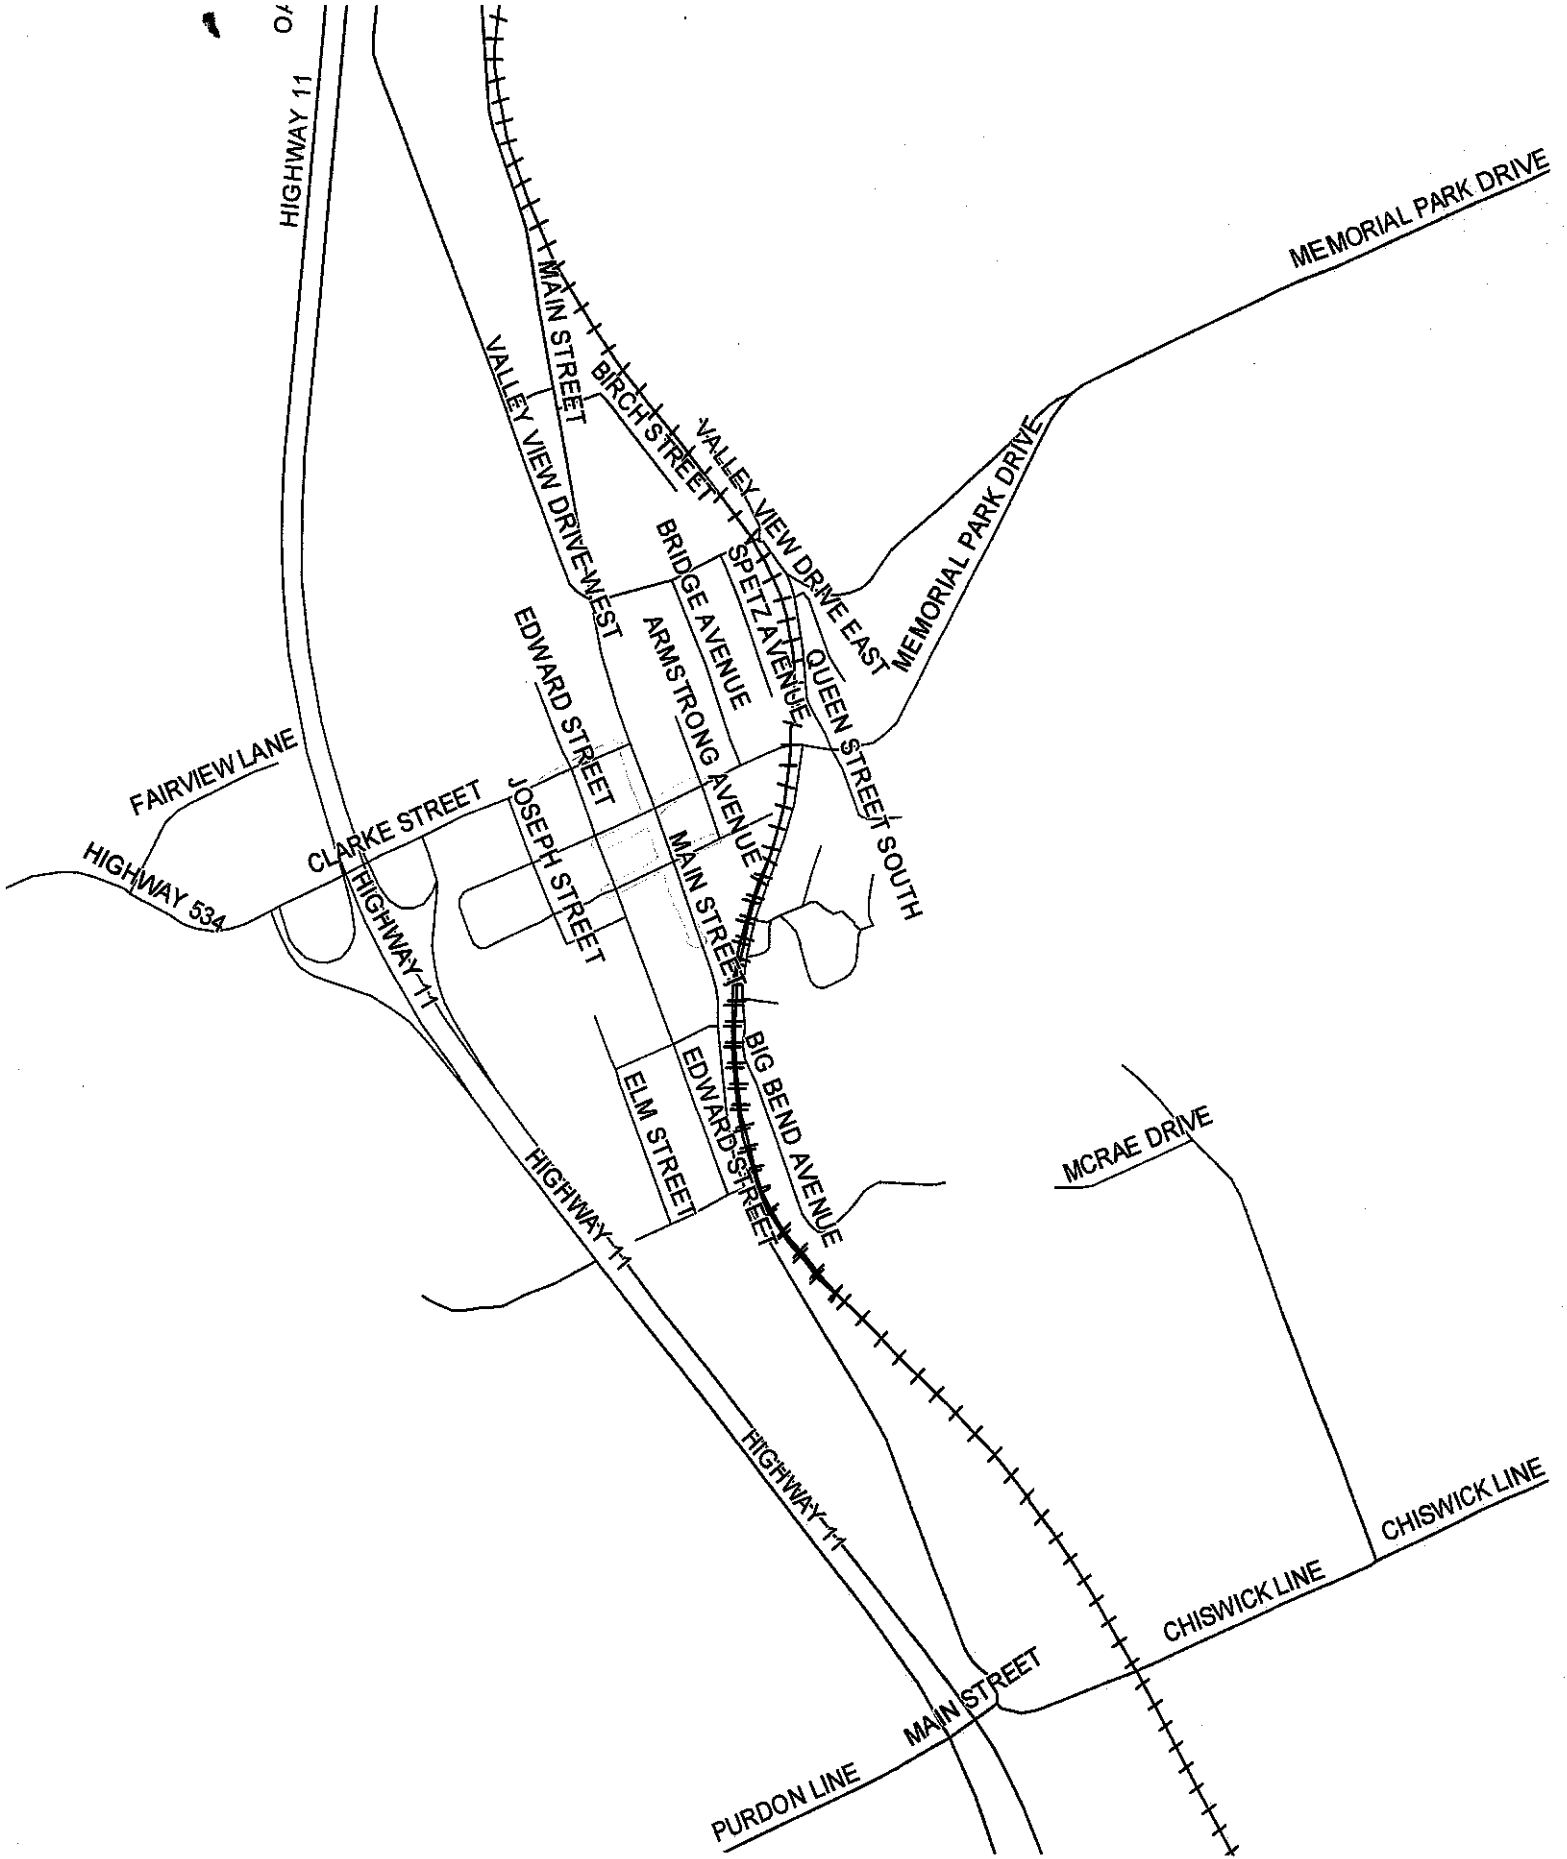 OA
HIGHWAY 11
MEMORIAL PARK DRIVE
MAIN STREET
VALLEY VIEW DRIVE WEST
BIRCH STREET
VALLEY VIEW DRIVE EAST
MEMORIAL PARK DRIVE
BRIDGE AVENUE
SPETZ AVENUE
EDWARD STREET
ARMSTRONG AVENUE
QUEEN STREET SOUTH
FAIRVIEW LANE
CLARKE STREET
JOSEPH STREET
HIGHWAY 534
HIGHWAY 11
MAIN STREET
BIG BEND AVENUE
EDWARD STREET
ELM STREET
MCRAE DRIVE
HIGHWAY 11
HIGHWAY 11
CHISWICK LINE
CHISWICK LINE
MAIN STREET
PURDON LINE